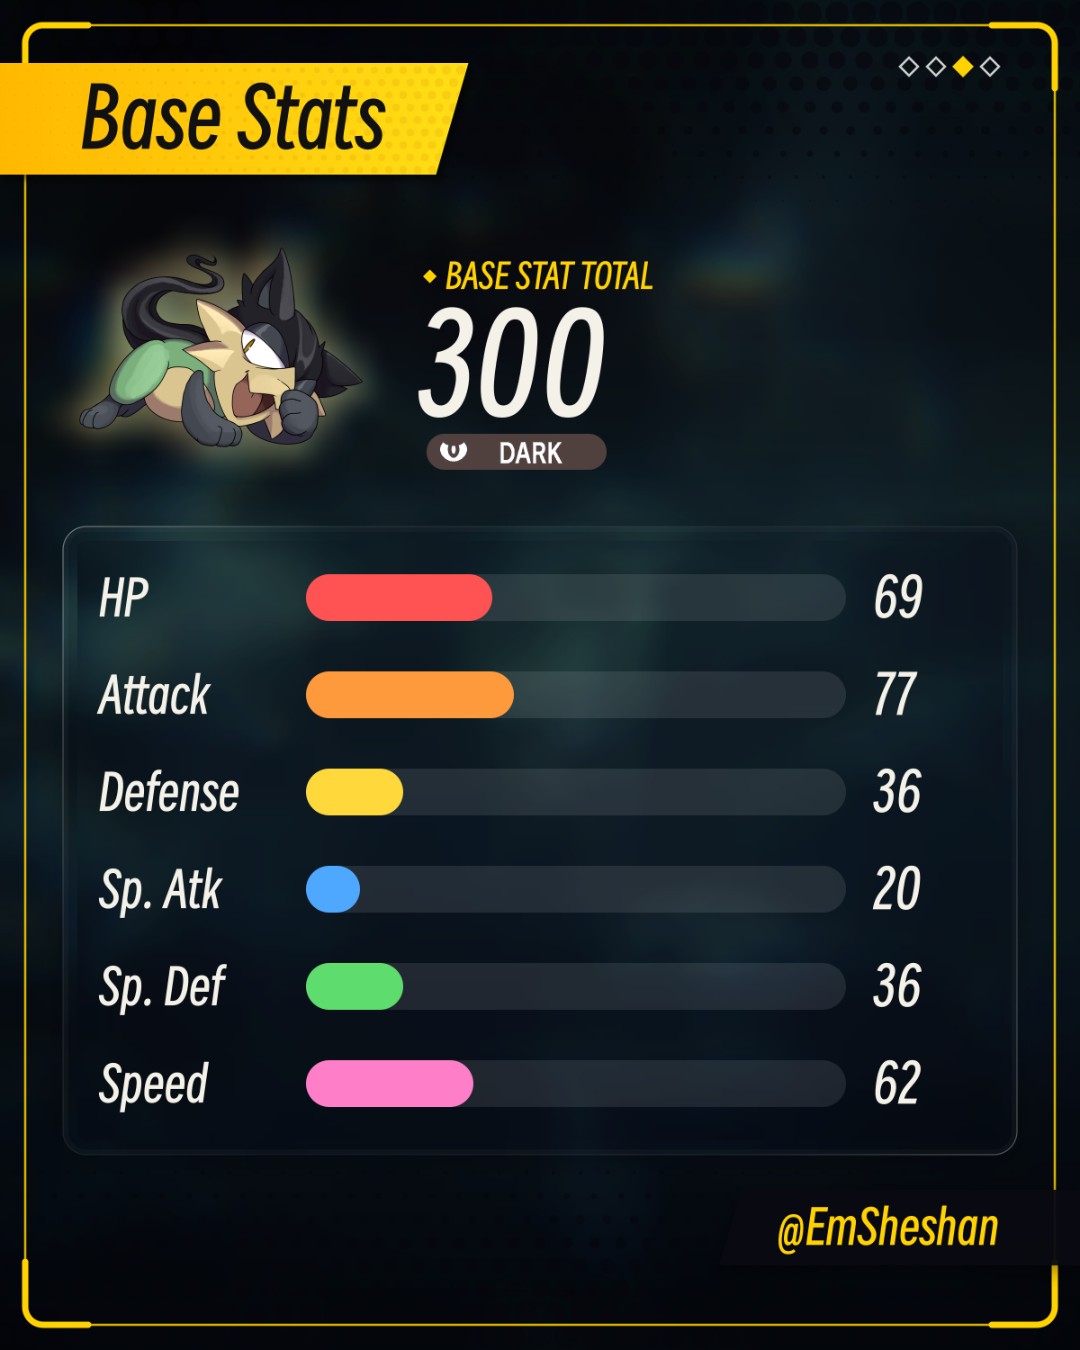 Base Stats
BASE STAT TOTAL
300
DARK
HP 69
Attack 77
Defense 36
Sp. Atk 20
Sp. Def 36
Speed 62
@EmSheshan